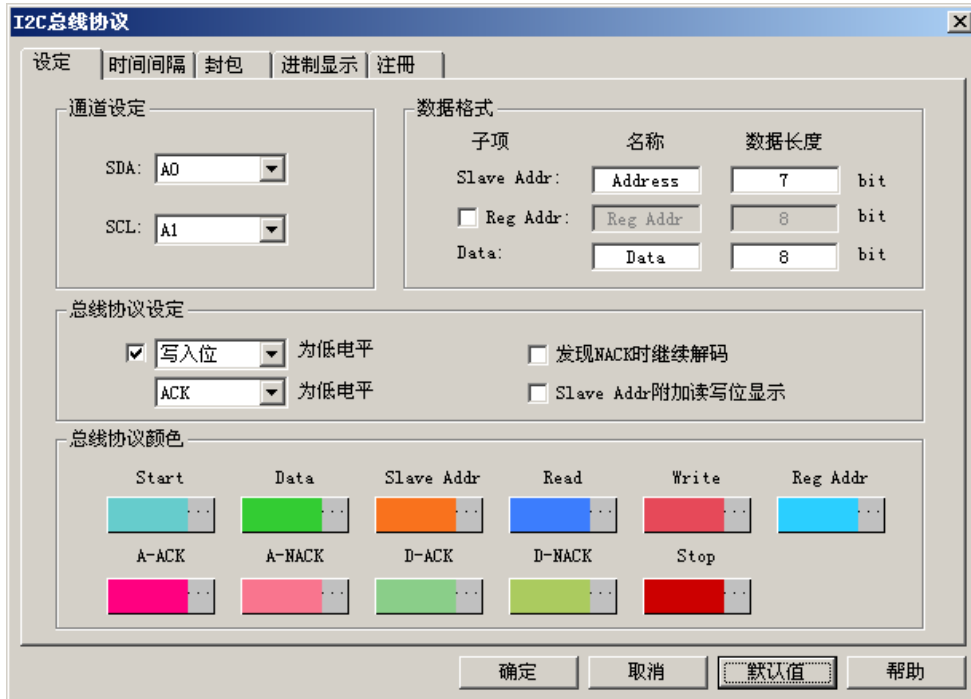 I2C总线协议
设定 时间间隔 封包 进制显示 注冊
通道设定
SDA: A0
SCL: A1
数据格式
子项 名称 数据长度
Slave Addr: Address 7 bit
Reg Addr: Reg Addr 8 bit
Data: Data 8 bit
总线协议设定
写入位 为低电平
ACK 为低电平
发现NACK时继续解码
Slave Addr附加读写位显示
总线协议颜色
Start Data Slave Addr Read Write Reg Addr
... ... ... ... ... ...
A-ACK A-NACK D-ACK D-NACK Stop
... ... ... ... ...
确定 取消 默认值 帮助